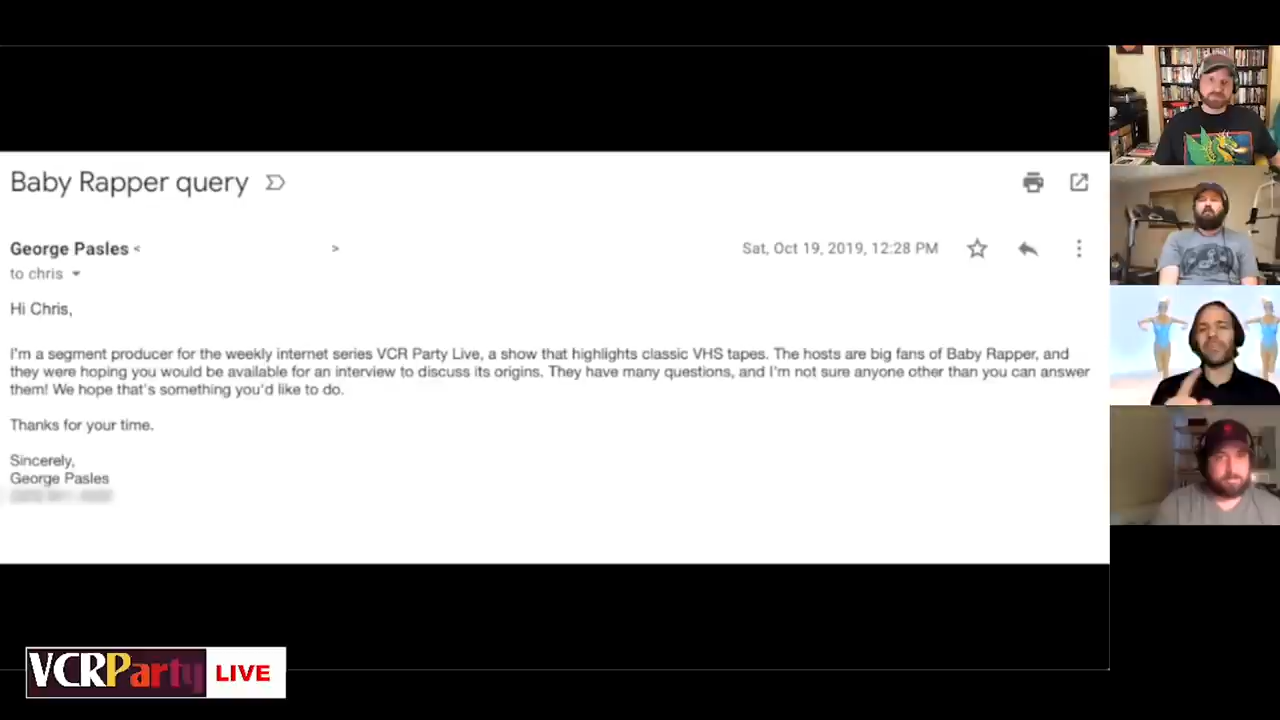 Baby Rapper query
George Pasles < >
Sat, Oct 19, 2019, 12:28 PM
to chris
Hi Chris,
I'm a segment producer for the weekly internet series VCR Party Live, a show that highlights classic VHS tapes. The hosts are big fans of Baby Rapper, and
they were hoping you would be available for an interview to discuss its origins. They have many questions, and I'm not sure anyone other than you can answer
them! We hope that's something you'd like to do.
Thanks for your time.
Sincerely,
George Pasles
VCRParty LIVE